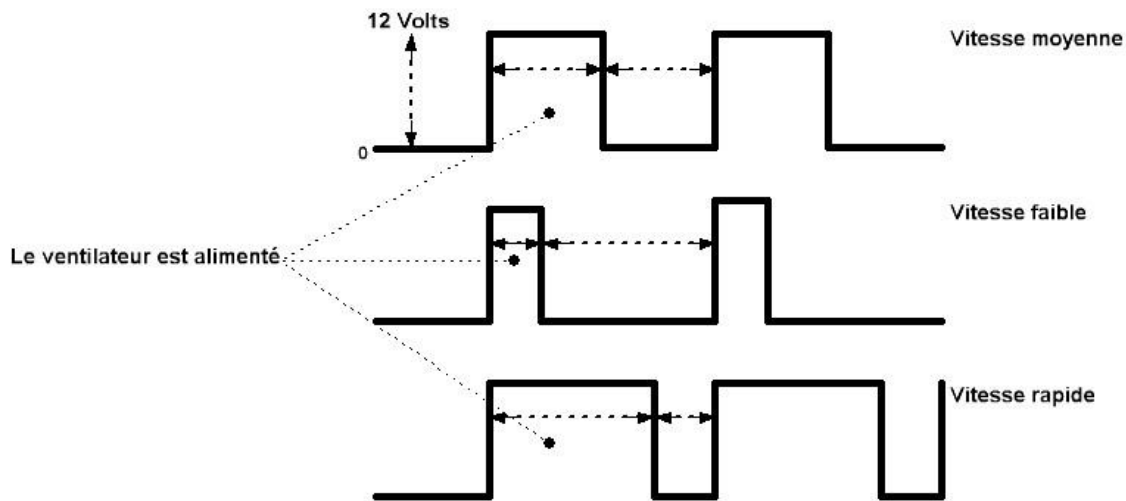 12 Volts
Vitesse moyenne
0
Vitesse faible
Le ventilateur est alimenté
Vitesse rapide